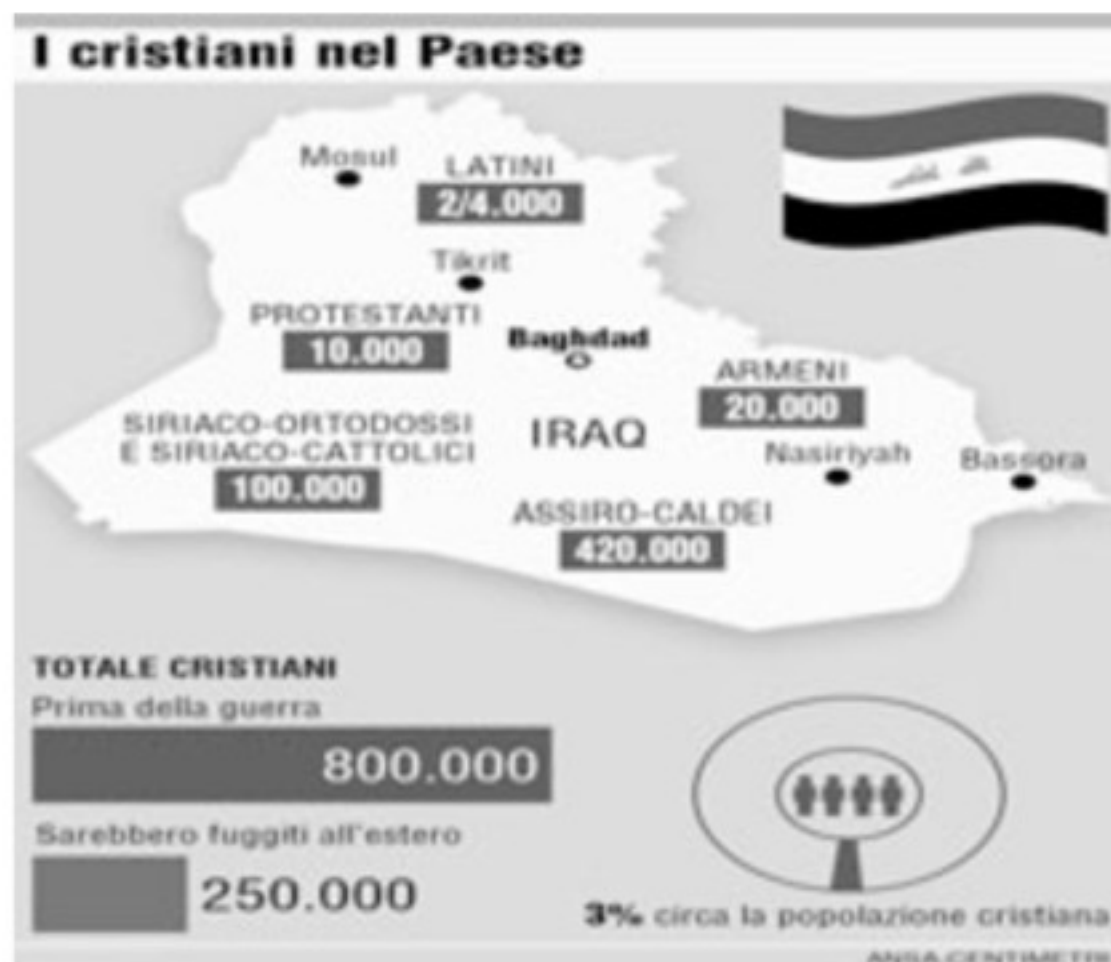 I cristiani nel Paese
Mosul
LATINI
2/4.000
Tikrit
PROTESTANTI
10.000
Baghdad
ARMENI
20.000
SIRIACO-ORTODOSSI
E SIRIACO-CATTOLICI
100.000
IRAQ
Nasiriyah
Bassora
ASSIRO-CALDEI
420.000
TOTALE CRISTIANI
Prima della guerra
800.000
Sarebbero fuggiti all'estero
250.000
3% circa la popolazione cristiana
ANSA-CENTIMETRI